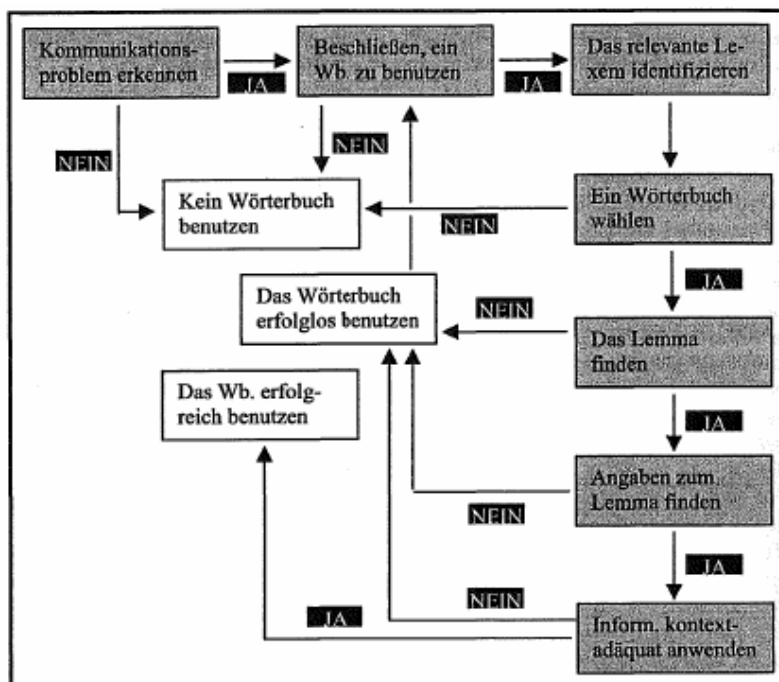 Kommunikations-
problem erkennen
JA
Beschließen, ein
Wb. zu benutzen
JA
Das relevante Le-
xem identifizieren
NEIN
NEIN
Kein Wörterbuch
benutzen
NEIN
Ein Wörterbuch
wählen
JA
Das Wörterbuch
erfolglos benutzen
NEIN
Das Lemma
finden
Das Wb. erfolg-
reich benutzen
JA
Angaben zum
Lemma finden
NEIN
JA
NEIN
JA
Inform. kontext-
adäquat anwenden